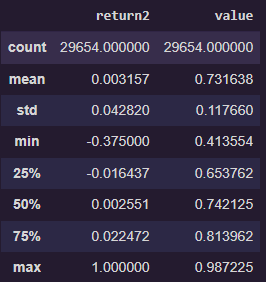 return2 value
count 29654.000000 29654.000000
mean 0.003157 0.731638
std 0.042820 0.117660
min -0.375000 0.413554
25% -0.016437 0.653762
50% 0.002551 0.742125
75% 0.022472 0.813962
max 1.000000 0.987225